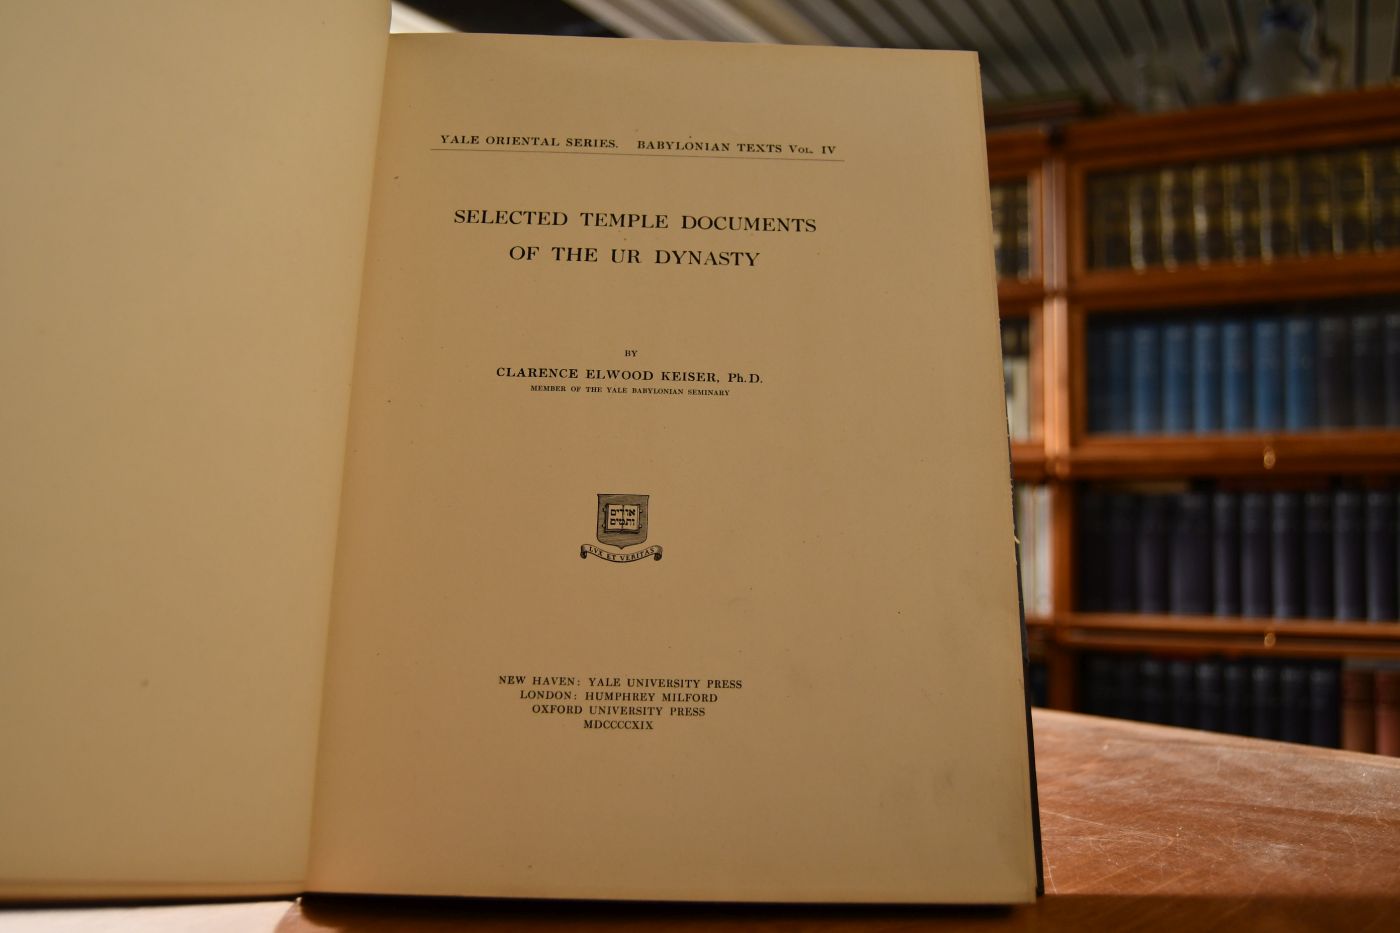 YALE ORIENTAL SERIES. BABYLONIAN TEXTS VOL. IV
SELECTED TEMPLE DOCUMENTS
OF THE UR DYNASTY
BY
CLARENCE ELWOOD KEISER, Ph.D.
MEMBER OF THE YALE BABYLONIAN SEMINARY
אורים
ותמים
LVX ET VERITAS
NEW HAVEN: YALE UNIVERSITY PRESS
LONDON: HUMPHREY MILFORD
OXFORD UNIVERSITY PRESS
MDCCCCXIX